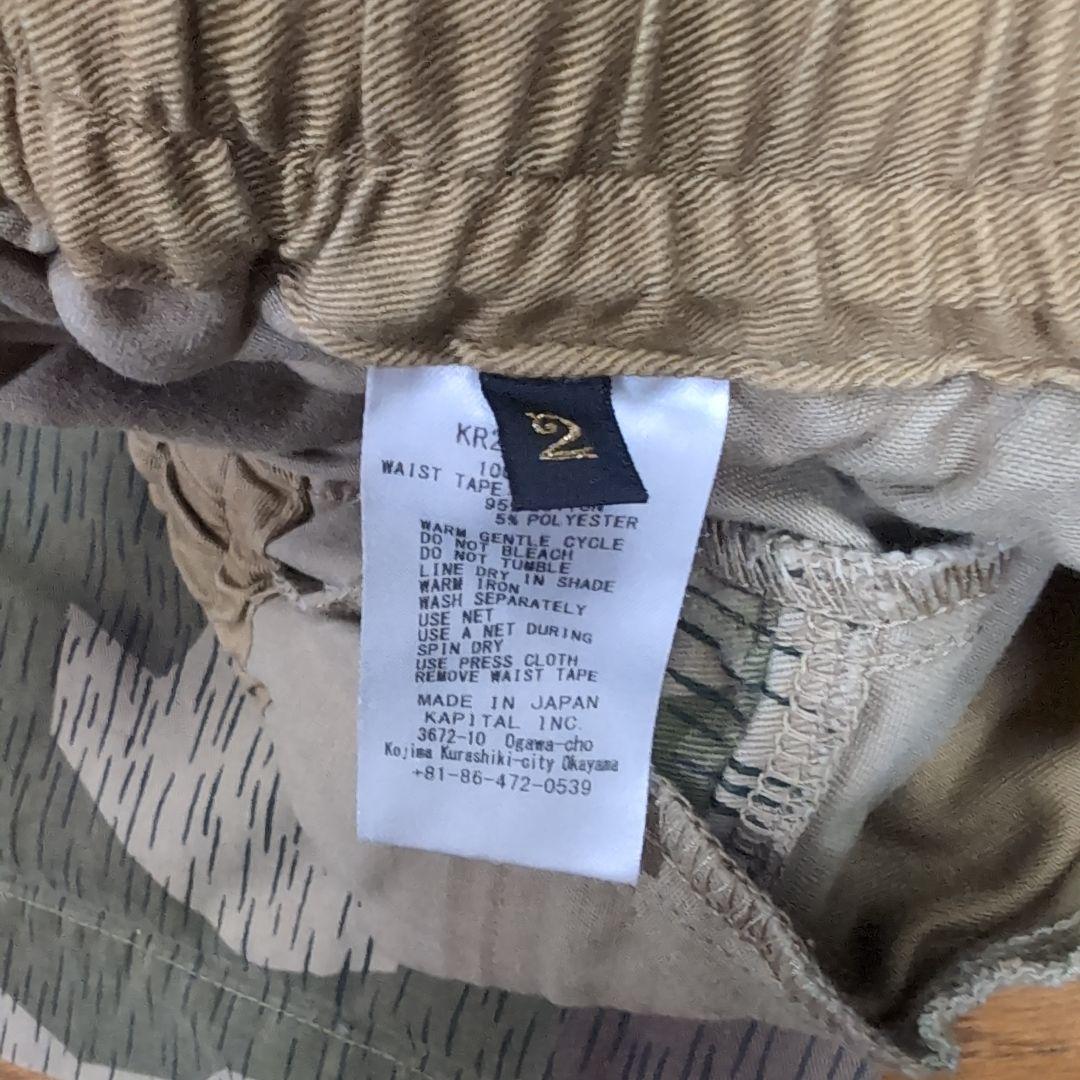 2
KR2
10
WAIST TAPE
95
5% POLYESTER
WARM GENTLE CYCLE
DO NOT BLEACH
DO NOT TUMBLE
LINE DRY IN SHADE
WARM IRON
WASH SEPARATELY
USE NET
USE A NET DURING
SPIN DRY
USE PRESS CLOTH
REMOVE WAIST TAPE
MADE IN JAPAN
KAPITAL INC.
3672-10 Ogawa-cho
Kojima Kurashiki-city Okayama
+81-86-472-0539